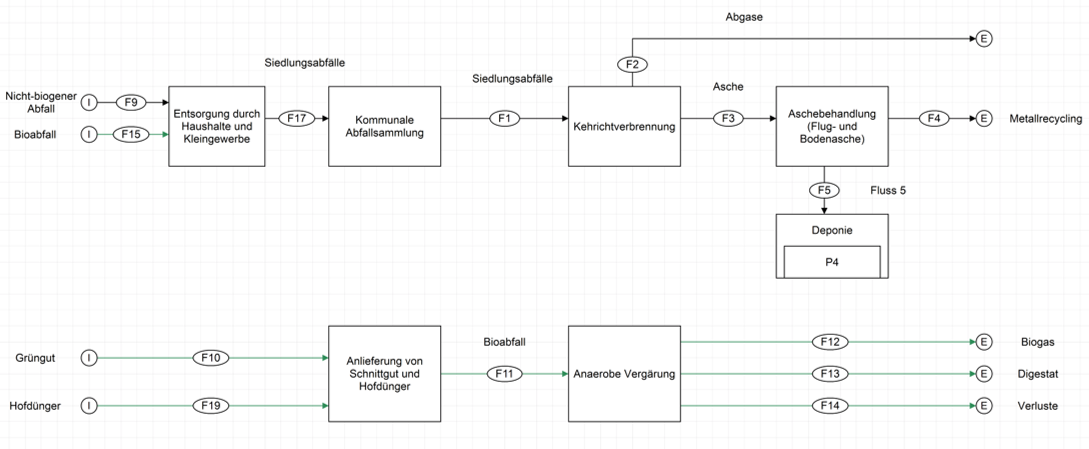 Abgase
E
F2
Siedlungsabfälle
Siedlungsabfälle
Asche
Nicht-biogener
Abfall
I
F9
Bioabfall
I
F15
Entsorgung durch
Haushalte und
Kleingewerbe
F17
Kommunale
Abfallsammlung
F1
Kehrichtverbrennung
F3
Aschebehandlung
(Flug- und
Bodenasche)
F4
E
Metallrecycling
F5
Fluss 5
Deponie
P4
Grüngut
I
F10
Hofdünger
I
F19
Anlieferung von
Schnittgut und
Hofdünger
Bioabfall
F11
Anaerobe Vergärung
F12
E
Biogas
F13
E
Digestat
F14
E
Verluste